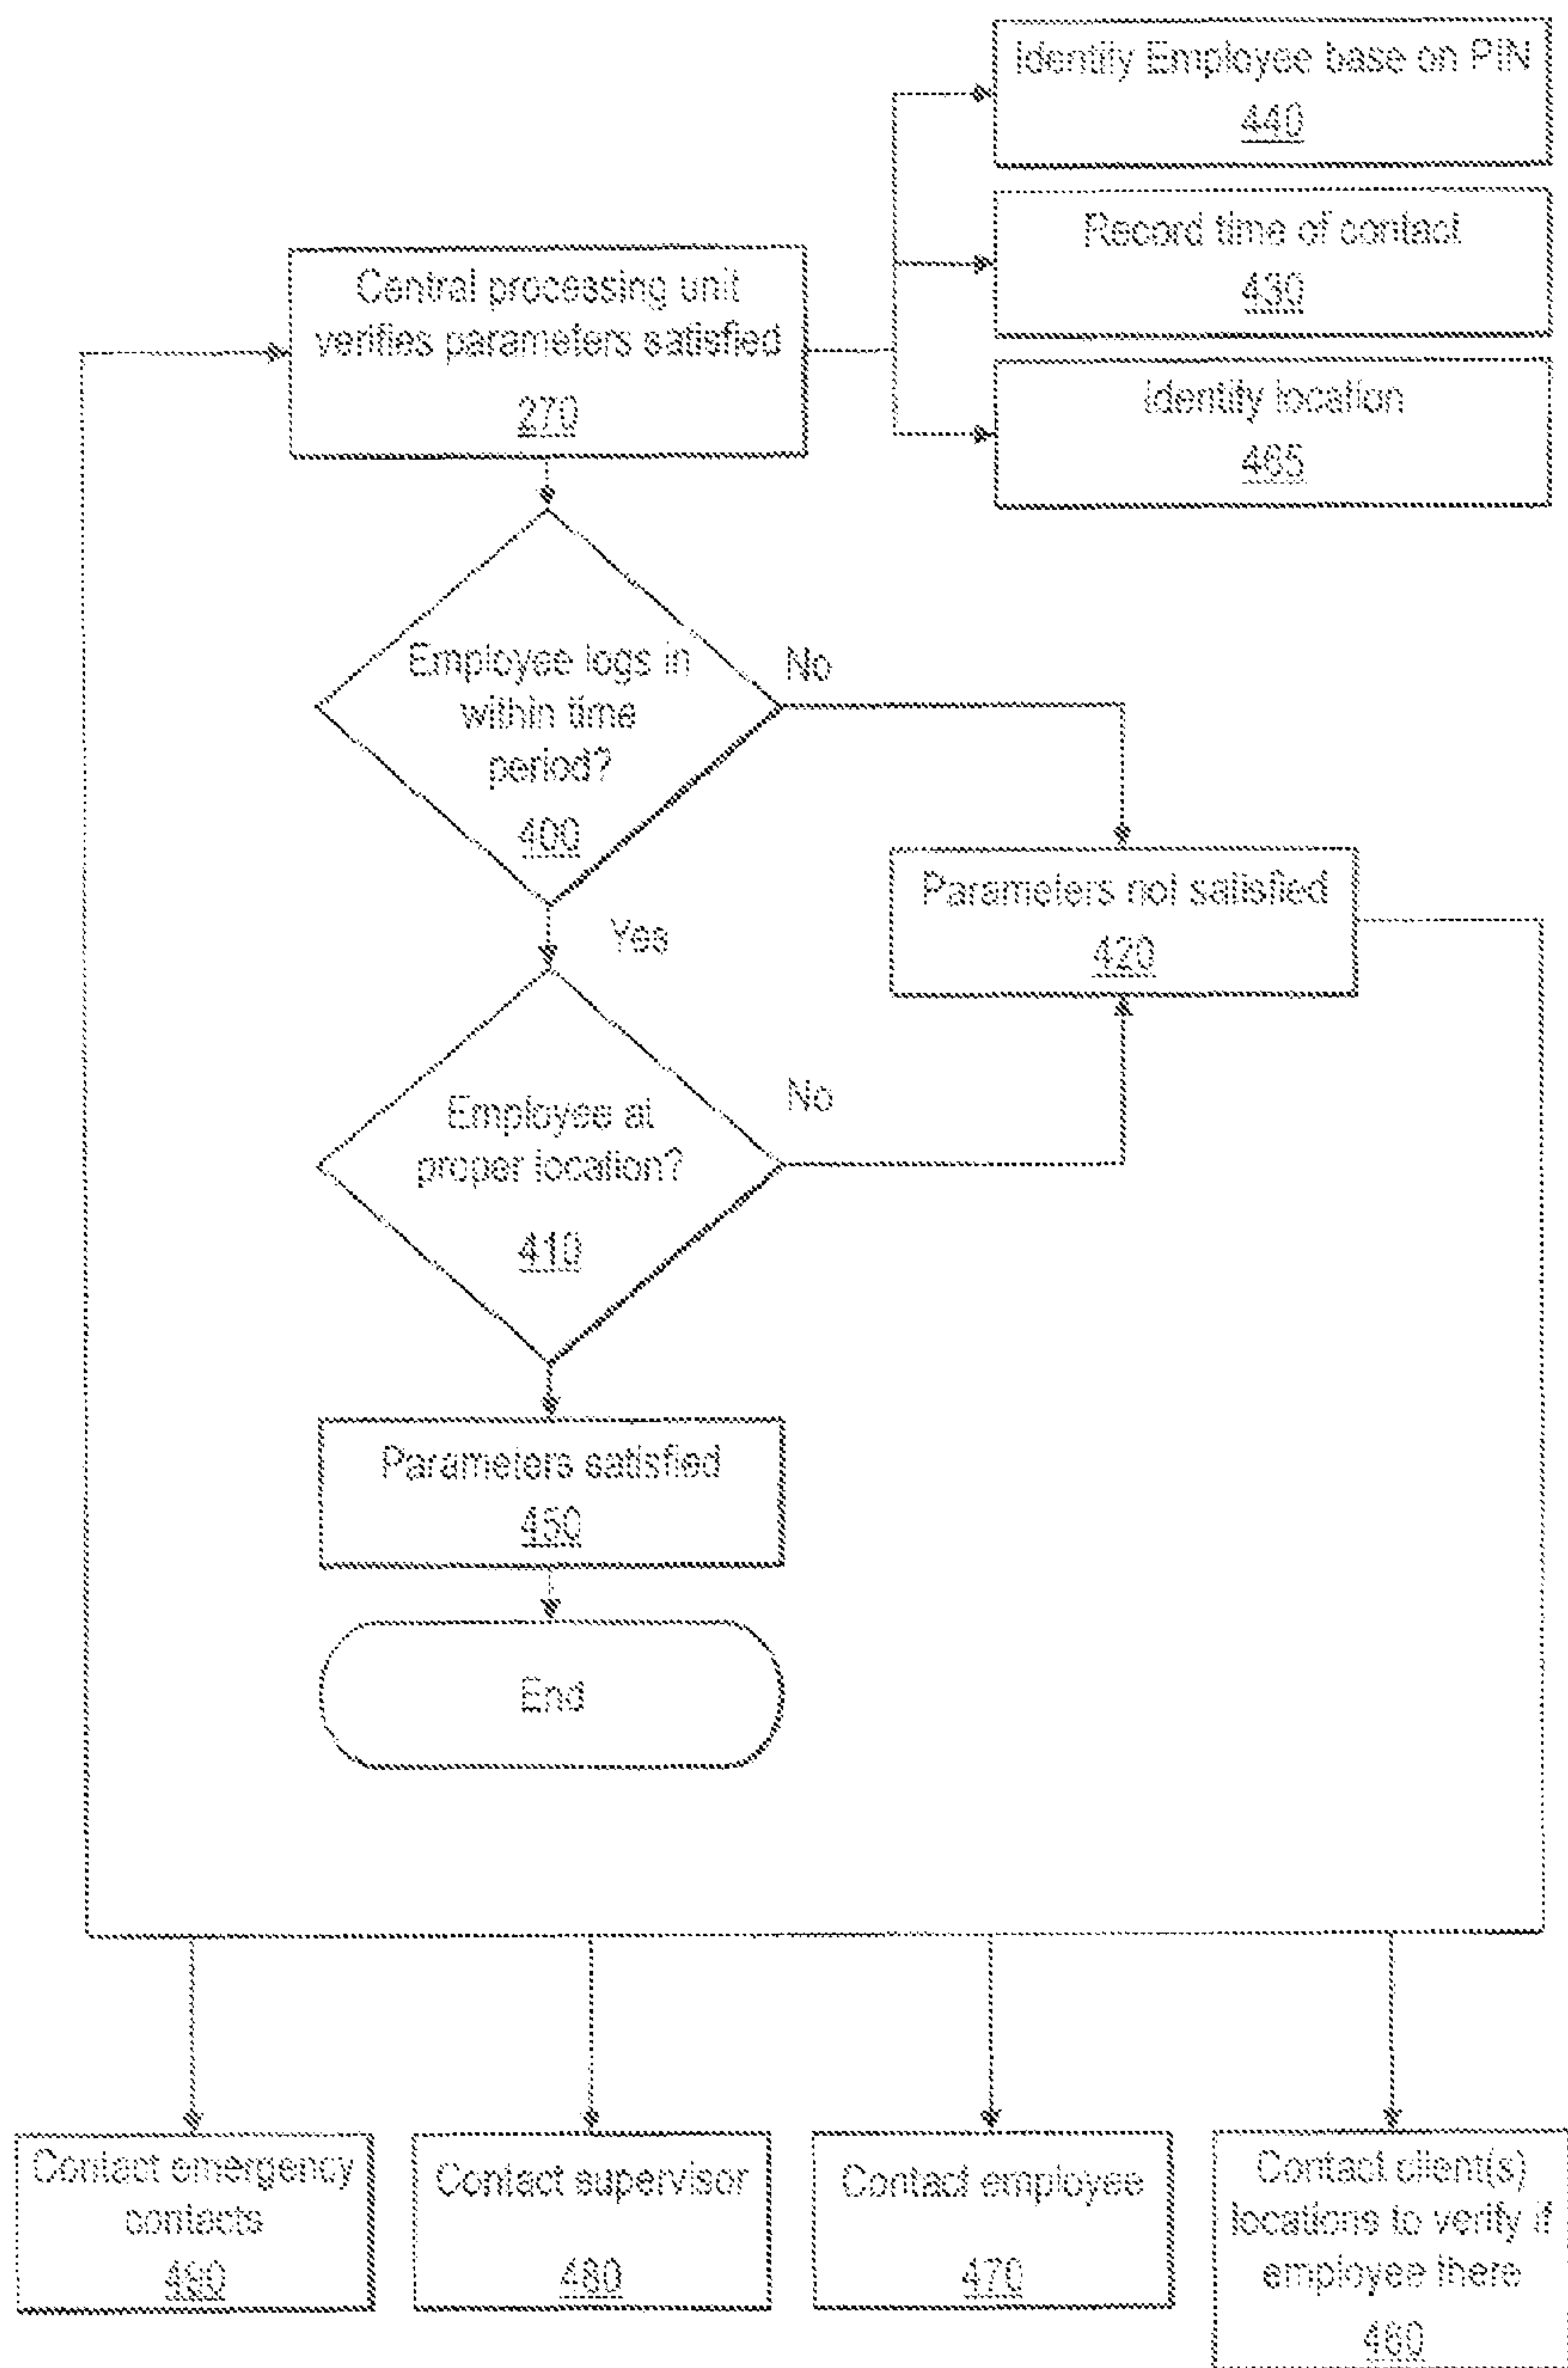 Identify Employee base on PIN
440
Record time of contact
430
Identify location
465
Central processing unit
verifies parameters satisfied
270
Employee logs in
within time
period?
400
No
Yes
Parameters not satisfied
420
Employee at
proper location?
410
No
Parameters satisfied
450
End
Contact emergency
contacts
490
Contact supervisor
480
Contact employee
470
Contact client(s)
locations to verify if
employee there
460